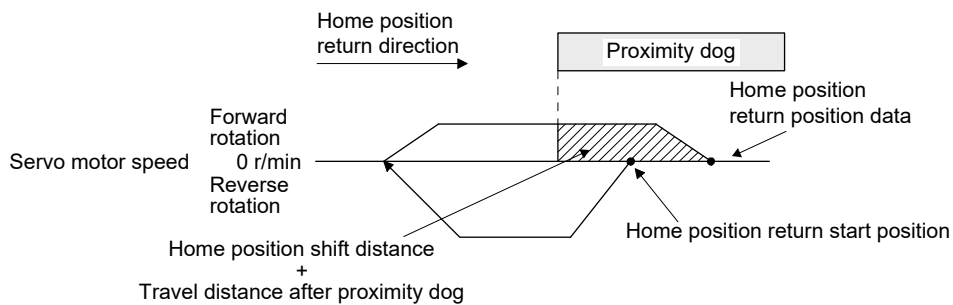 Home position
return direction
Proximity dog
Home position
return position data
Forward
rotation
Servo motor speed 0 r/min
Reverse
rotation
Home position return start position
Home position shift distance
+
Travel distance after proximity dog